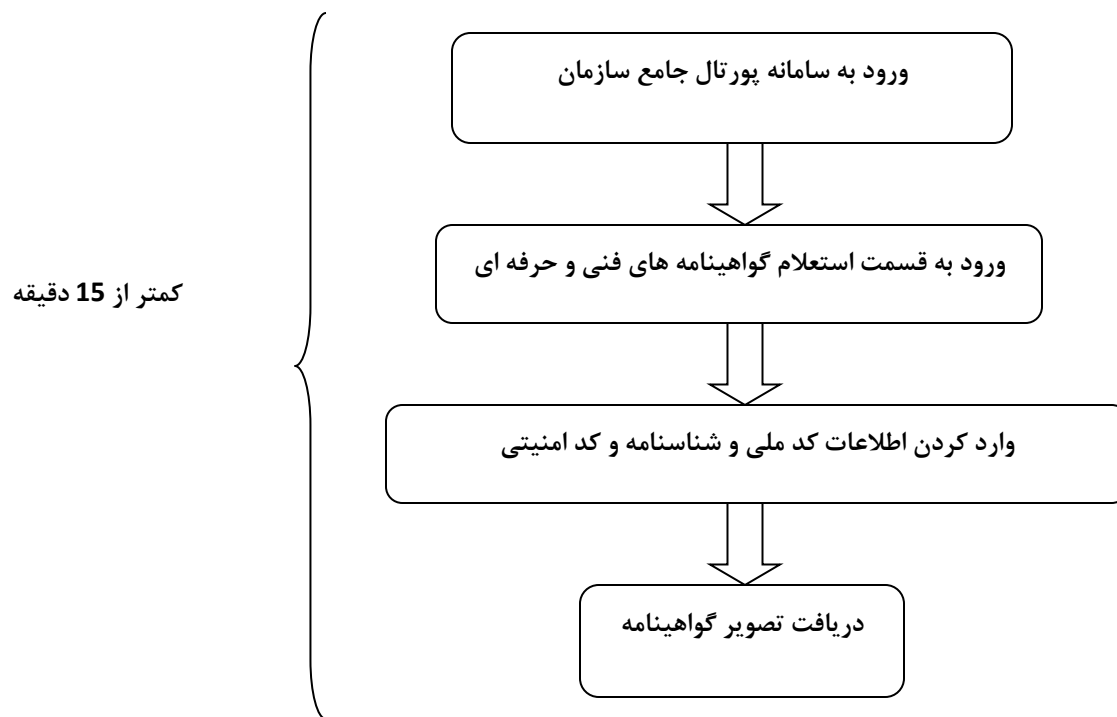 ورود به سامانه پورتال جامع سازمان
ورود به قسمت استعلام گواهینامه های فنی و حرفه ای
کمتر از 15 دقیقه
وارد کردن اطلاعات کد ملی و شناسنامه و کد امنیتی
دریافت تصویر گواهینامه